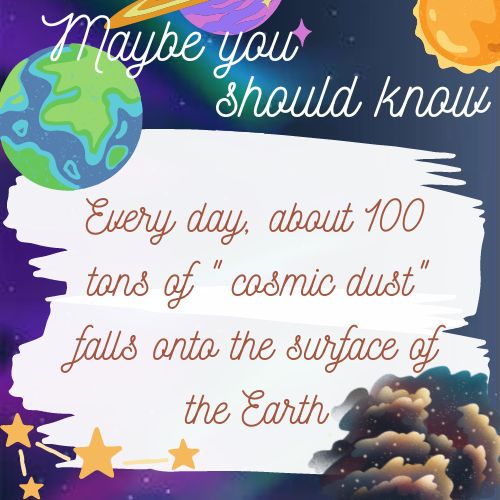 Maybe you
should know
Every day, about 100
tons of " cosmic dust"
falls onto the surface of
the Earth